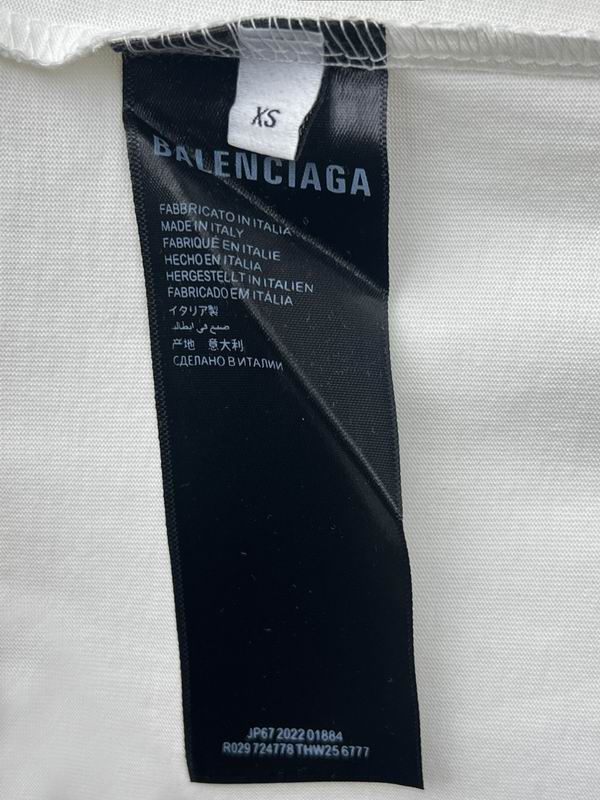 XS
BALENCIAGA
FABBRICATO IN ITALIA
MADE IN ITALY
FABRIQUÉ EN ITALIE
HECHO EN ITALIA
HERGESTELLT IN ITALIEN
FABRICADO EM ITÁLIA
イタリア製
صنع في ايطاليا
产地 意大利
СДЕЛАНО В ИТАЛИИ
JP67 2022 01884
R029 724778 THW25 6777